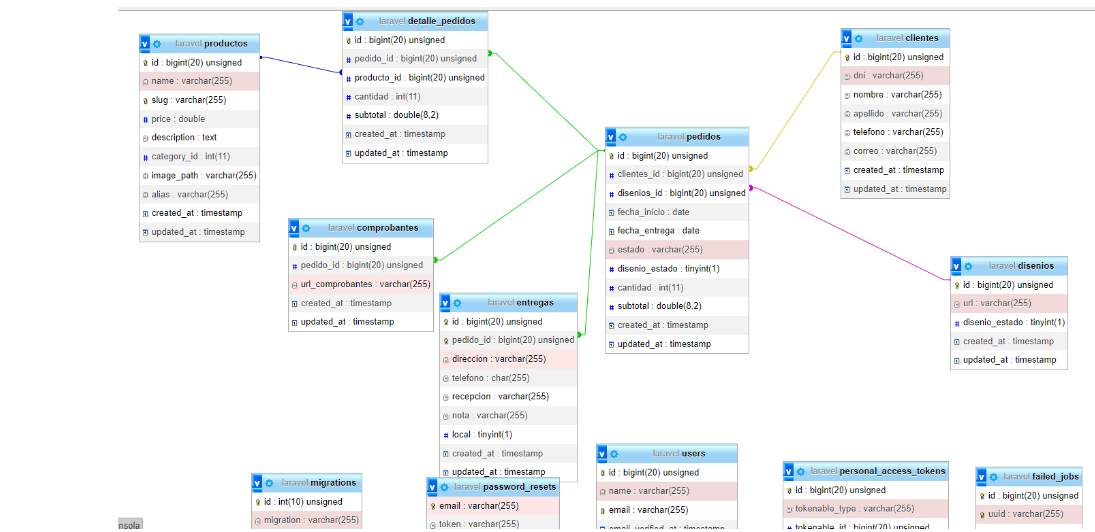 laravel productos
id : bigint(20) unsigned
name : varchar(255)
slug : varchar(255)
price : double
description : text
category_id : int(11)
image_path : varchar(255)
alias : varchar(255)
created_at : timestamp
updated_at : timestamp
laravel detalle_pedidos
id : bigint(20) unsigned
pedido_id : bigint(20) unsigned
producto_id : bigint(20) unsigned
cantidad : int(11)
subtotal : double(8,2)
created_at : timestamp
updated_at : timestamp
laravel clientes
id : bigint(20) unsigned
dni : varchar(255)
nombre : varchar(255)
apellido : varchar(255)
telefono : varchar(255)
correo : varchar(255)
created_at : timestamp
updated_at : timestamp
laravel pedidos
id : bigint(20) unsigned
clientes_id : bigint(20) unsigned
disenios_id : bigint(20) unsigned
fecha_inicio : date
fecha_entrega : date
estado : varchar(255)
disenio_estado : tinyint(1)
cantidad : int(11)
subtotal : double(8,2)
created_at : timestamp
updated_at : timestamp
laravel comprobantes
id : bigint(20) unsigned
pedido_id : bigint(20) unsigned
url_comprobantes : varchar(255)
created_at : timestamp
updated_at : timestamp
laravel disenios
id : bigint(20) unsigned
url : varchar(255)
disenio_estado : tinyint(1)
created_at : timestamp
updated_at : timestamp
laravel entregas
id : bigint(20) unsigned
pedido_id : bigint(20) unsigned
direccion : varchar(255)
telefono : char(255)
recepcion : varchar(255)
nota : varchar(255)
local : tinyint(1)
created_at : timestamp
updated_at : timestamp
laravel migrations
id : int(10) unsigned
migration : varchar(255)
laravel password_resets
email : varchar(255)
token : varchar(255)
laravel users
id : bigint(20) unsigned
name : varchar(255)
email : varchar(255)
email_verified_at : timestamp
laravel personal_access_tokens
id : bigint(20) unsigned
tokenable_type : varchar(255)
tokenable_id : bigint(20) unsigned
laravel failed_jobs
id : bigint(20) unsigned
uuid : varchar(255)
nsola